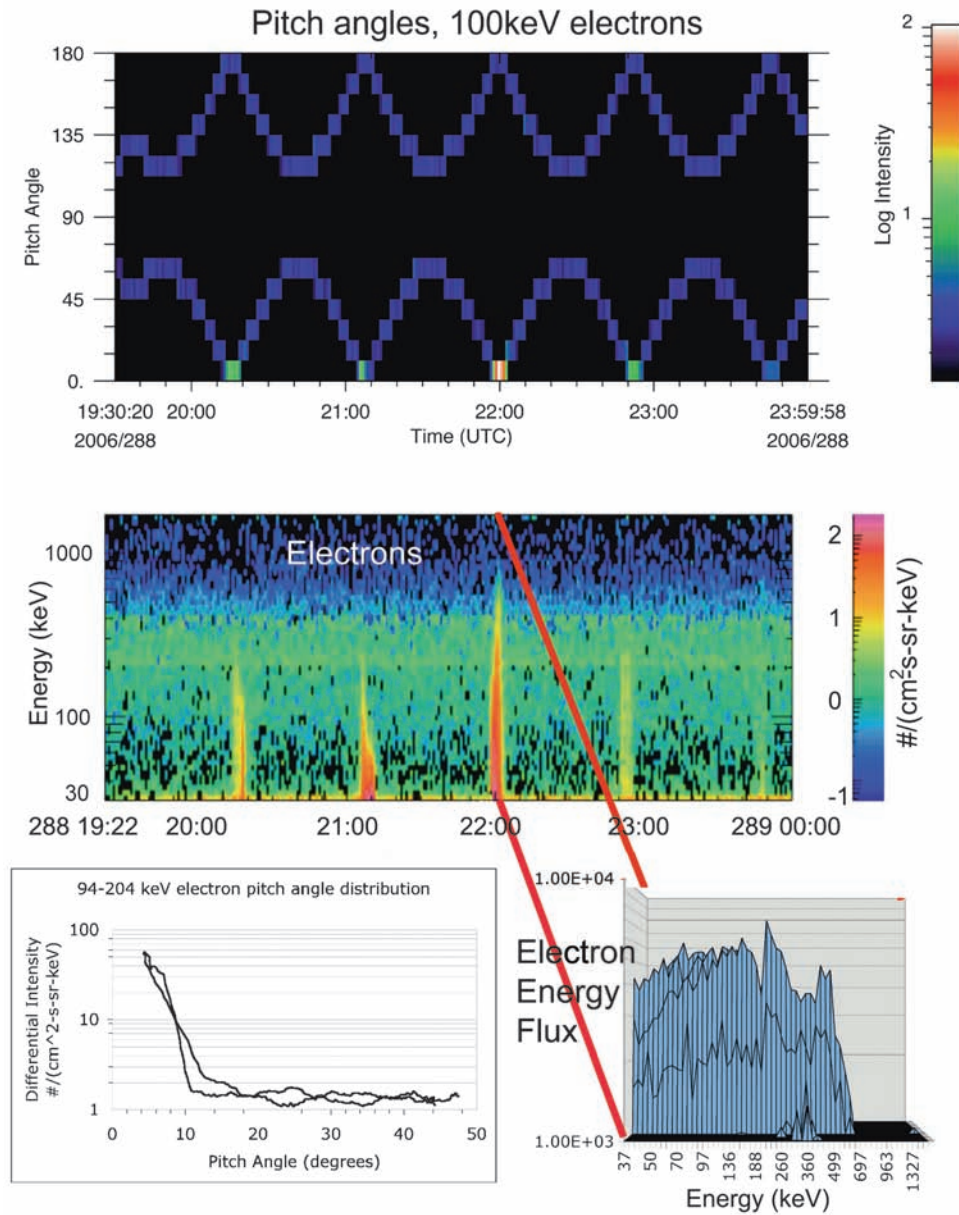 Pitch angles, 100keV electrons
180
135
90
45
0.
Pitch Angle
2
1
Log Intensity
19:30:20 20:00 21:00 22:00 23:00 23:59:58
2006/288 Time (UTC) 2006/288
Electrons
1000
100
30
Energy (keV)
2
1
0
-1
#/(cm²s-sr-keV)
288 19:22 20:00 21:00 22:00 23:00 289 00:00
94-204 keV electron pitch angle distribution
100
10
1
Differential Intensity
#/(cm^2-s-sr-keV)
0 10 20 30 40 50
Pitch Angle (degrees)
1.00E+04
Electron
Energy
Flux
1.00E+03
37 50 70 97 136 188 260 360 499 697 963 1327
Energy (keV)